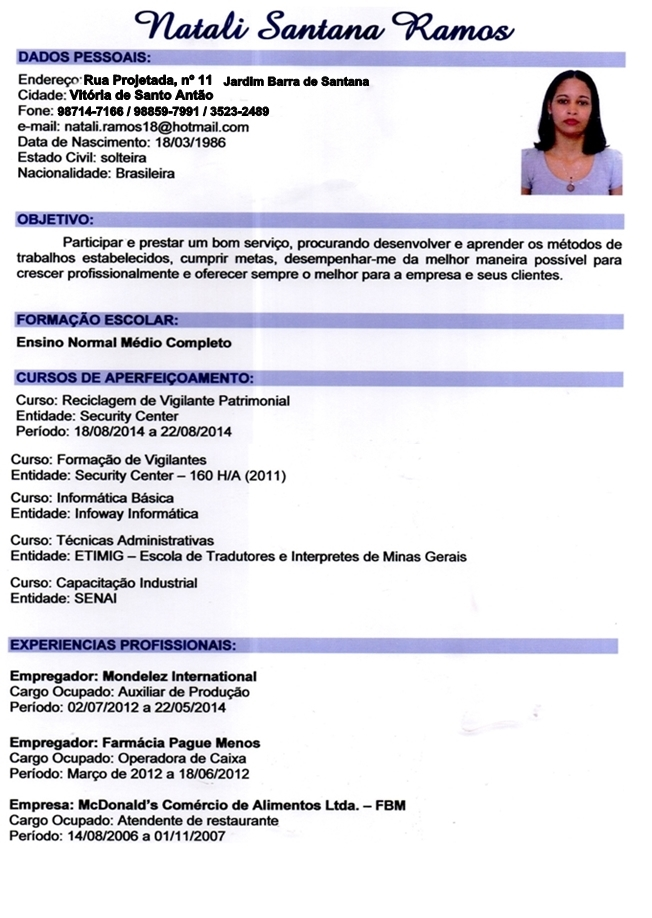 Natali Santana Ramos
DADOS PESSOAIS:
Endereço: Rua Projetada, nº 11 Jardim Barra de Santana
Cidade: Vitória de Santo Antão
Fone: 98714-7166 / 98859-7991 / 3523-2489
e-mail: natali.ramos18@hotmail.com
Data de Nascimento: 18/03/1986
Estado Civil: solteira
Nacionalidade: Brasileira
OBJETIVO:
Participar e prestar um bom serviço, procurando desenvolver e aprender os métodos de
trabalhos estabelecidos, cumprir metas, desempenhar-me da melhor maneira possível para
crescer profissionalmente e oferecer sempre o melhor para a empresa e seus clientes.
FORMAÇÃO ESCOLAR:
Ensino Normal Médio Completo
CURSOS DE APERFEIÇOAMENTO:
Curso: Reciclagem de Vigilante Patrimonial
Entidade: Security Center
Período: 18/08/2014 a 22/08/2014
Curso: Formação de Vigilantes
Entidade: Security Center – 160 H/A (2011)
Curso: Informática Básica
Entidade: Infoway Informática
Curso: Técnicas Administrativas
Entidade: ETIMIG – Escola de Tradutores e Interpretes de Minas Gerais
Curso: Capacitação Industrial
Entidade: SENAI
EXPERIENCIAS PROFISSIONAIS:
Empregador: Mondelez International
Cargo Ocupado: Auxiliar de Produção
Período: 02/07/2012 a 22/05/2014
Empregador: Farmácia Pague Menos
Cargo Ocupado: Operadora de Caixa
Período: Março de 2012 a 18/06/2012
Empresa: McDonald's Comércio de Alimentos Ltda. – FBM
Cargo Ocupado: Atendente de restaurante
Período: 14/08/2006 a 01/11/2007